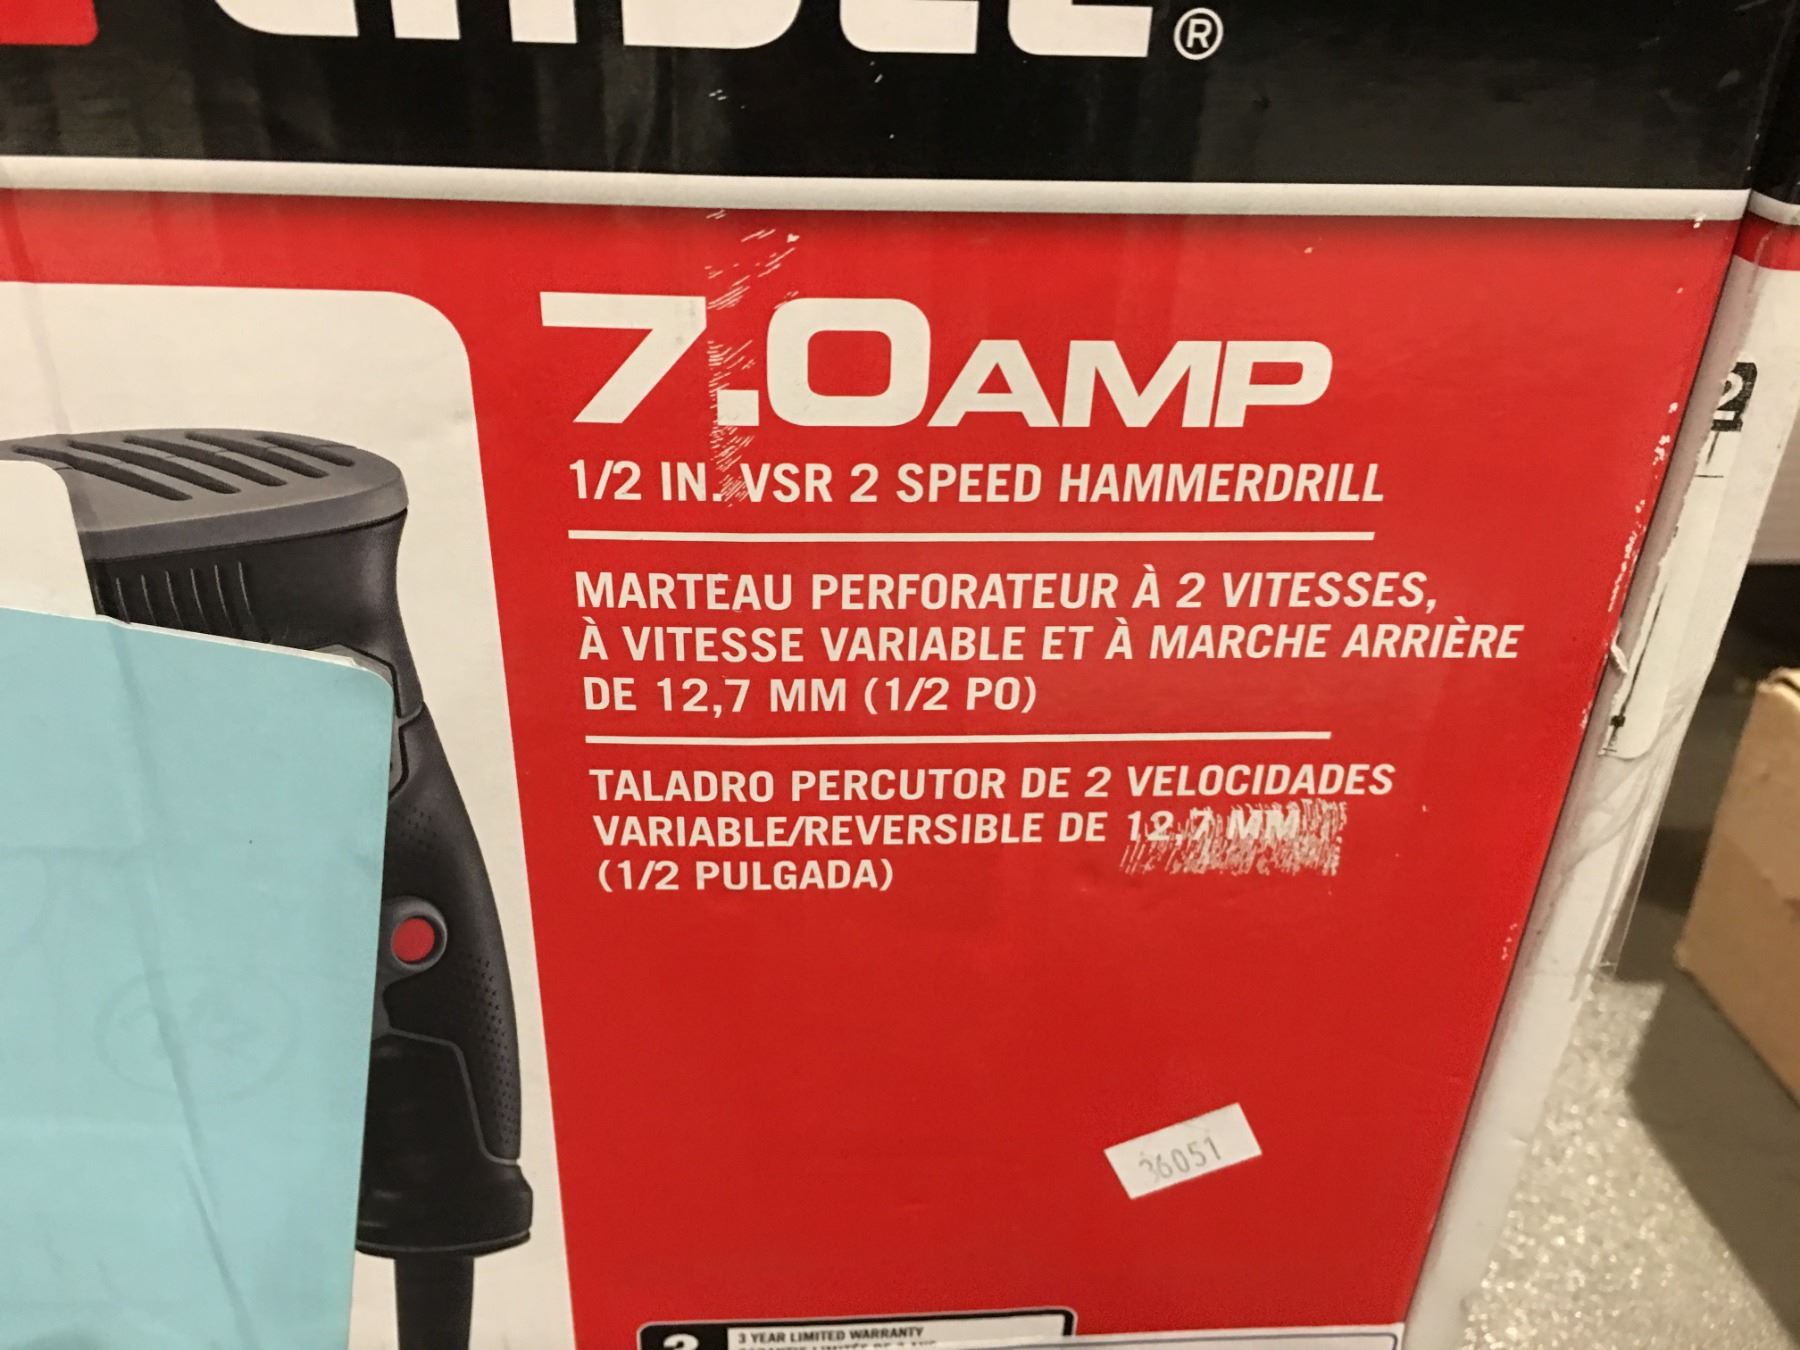 ®
7.0AMP
1/2 IN. VSR 2 SPEED HAMMERDRILL
MARTEAU PERFORATEUR À 2 VITESSES,
À VITESSE VARIABLE ET À MARCHE ARRIÈRE
DE 12,7 MM (1/2 PO)
TALADRO PERCUTOR DE 2 VELOCIDADES
VARIABLE/REVERSIBLE DE 12,7 MM
(1/2 PULGADA)
36051
3 YEAR LIMITED WARRANTY
2